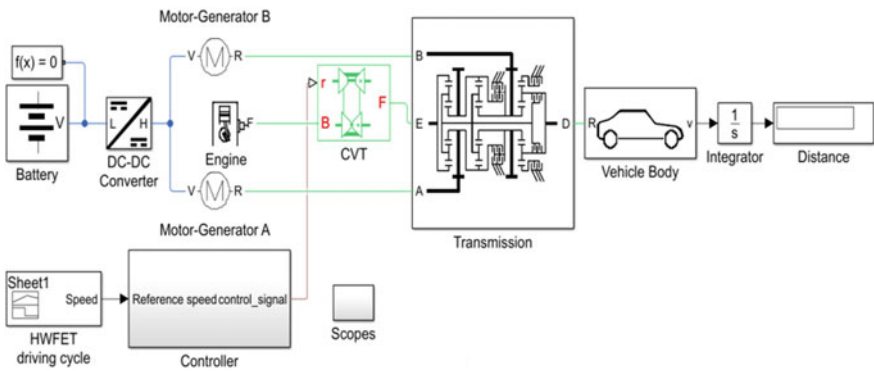 Motor-Generator B
f(x) = 0
V
Battery
L H
DC-DC
Converter
V M R
F
Engine
r
B
F
CVT
V M R
Motor-Generator A
B
E
A
D
Transmission
R
v
Vehicle Body
1
s
Integrator
Distance
Sheet1
Speed
HWFET
driving cycle
Reference speed control_signal
Controller
Scopes